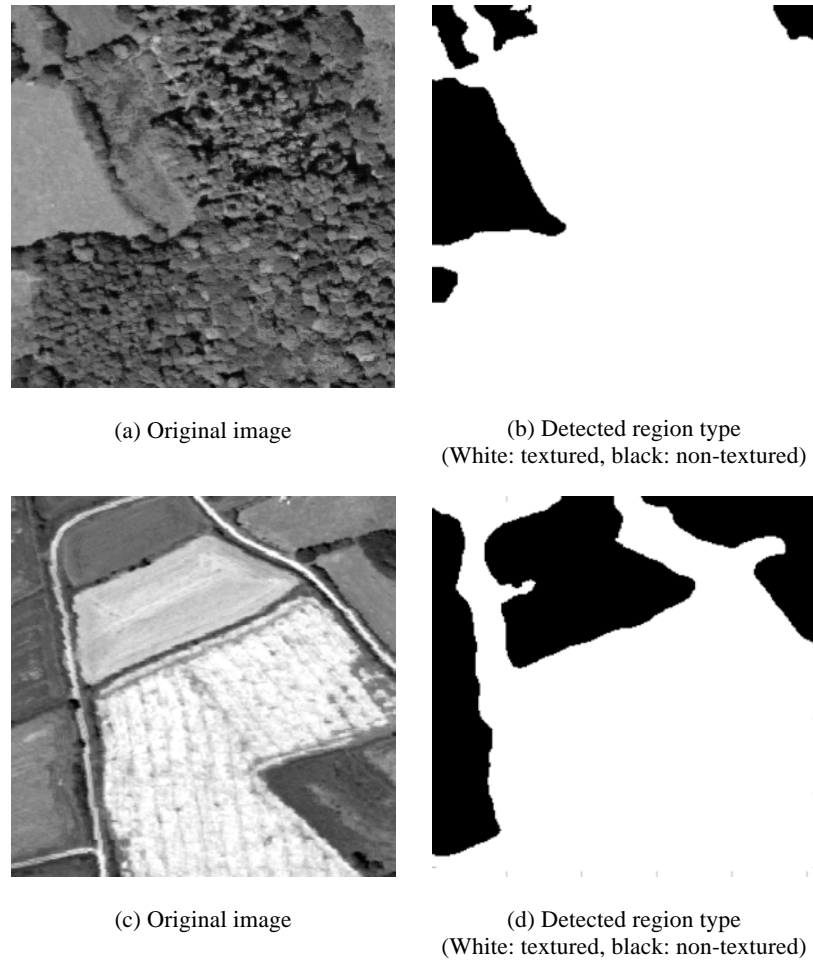 (a) Original image
(b) Detected region type
(White: textured, black: non-textured)
(c) Original image
(d) Detected region type
(White: textured, black: non-textured)